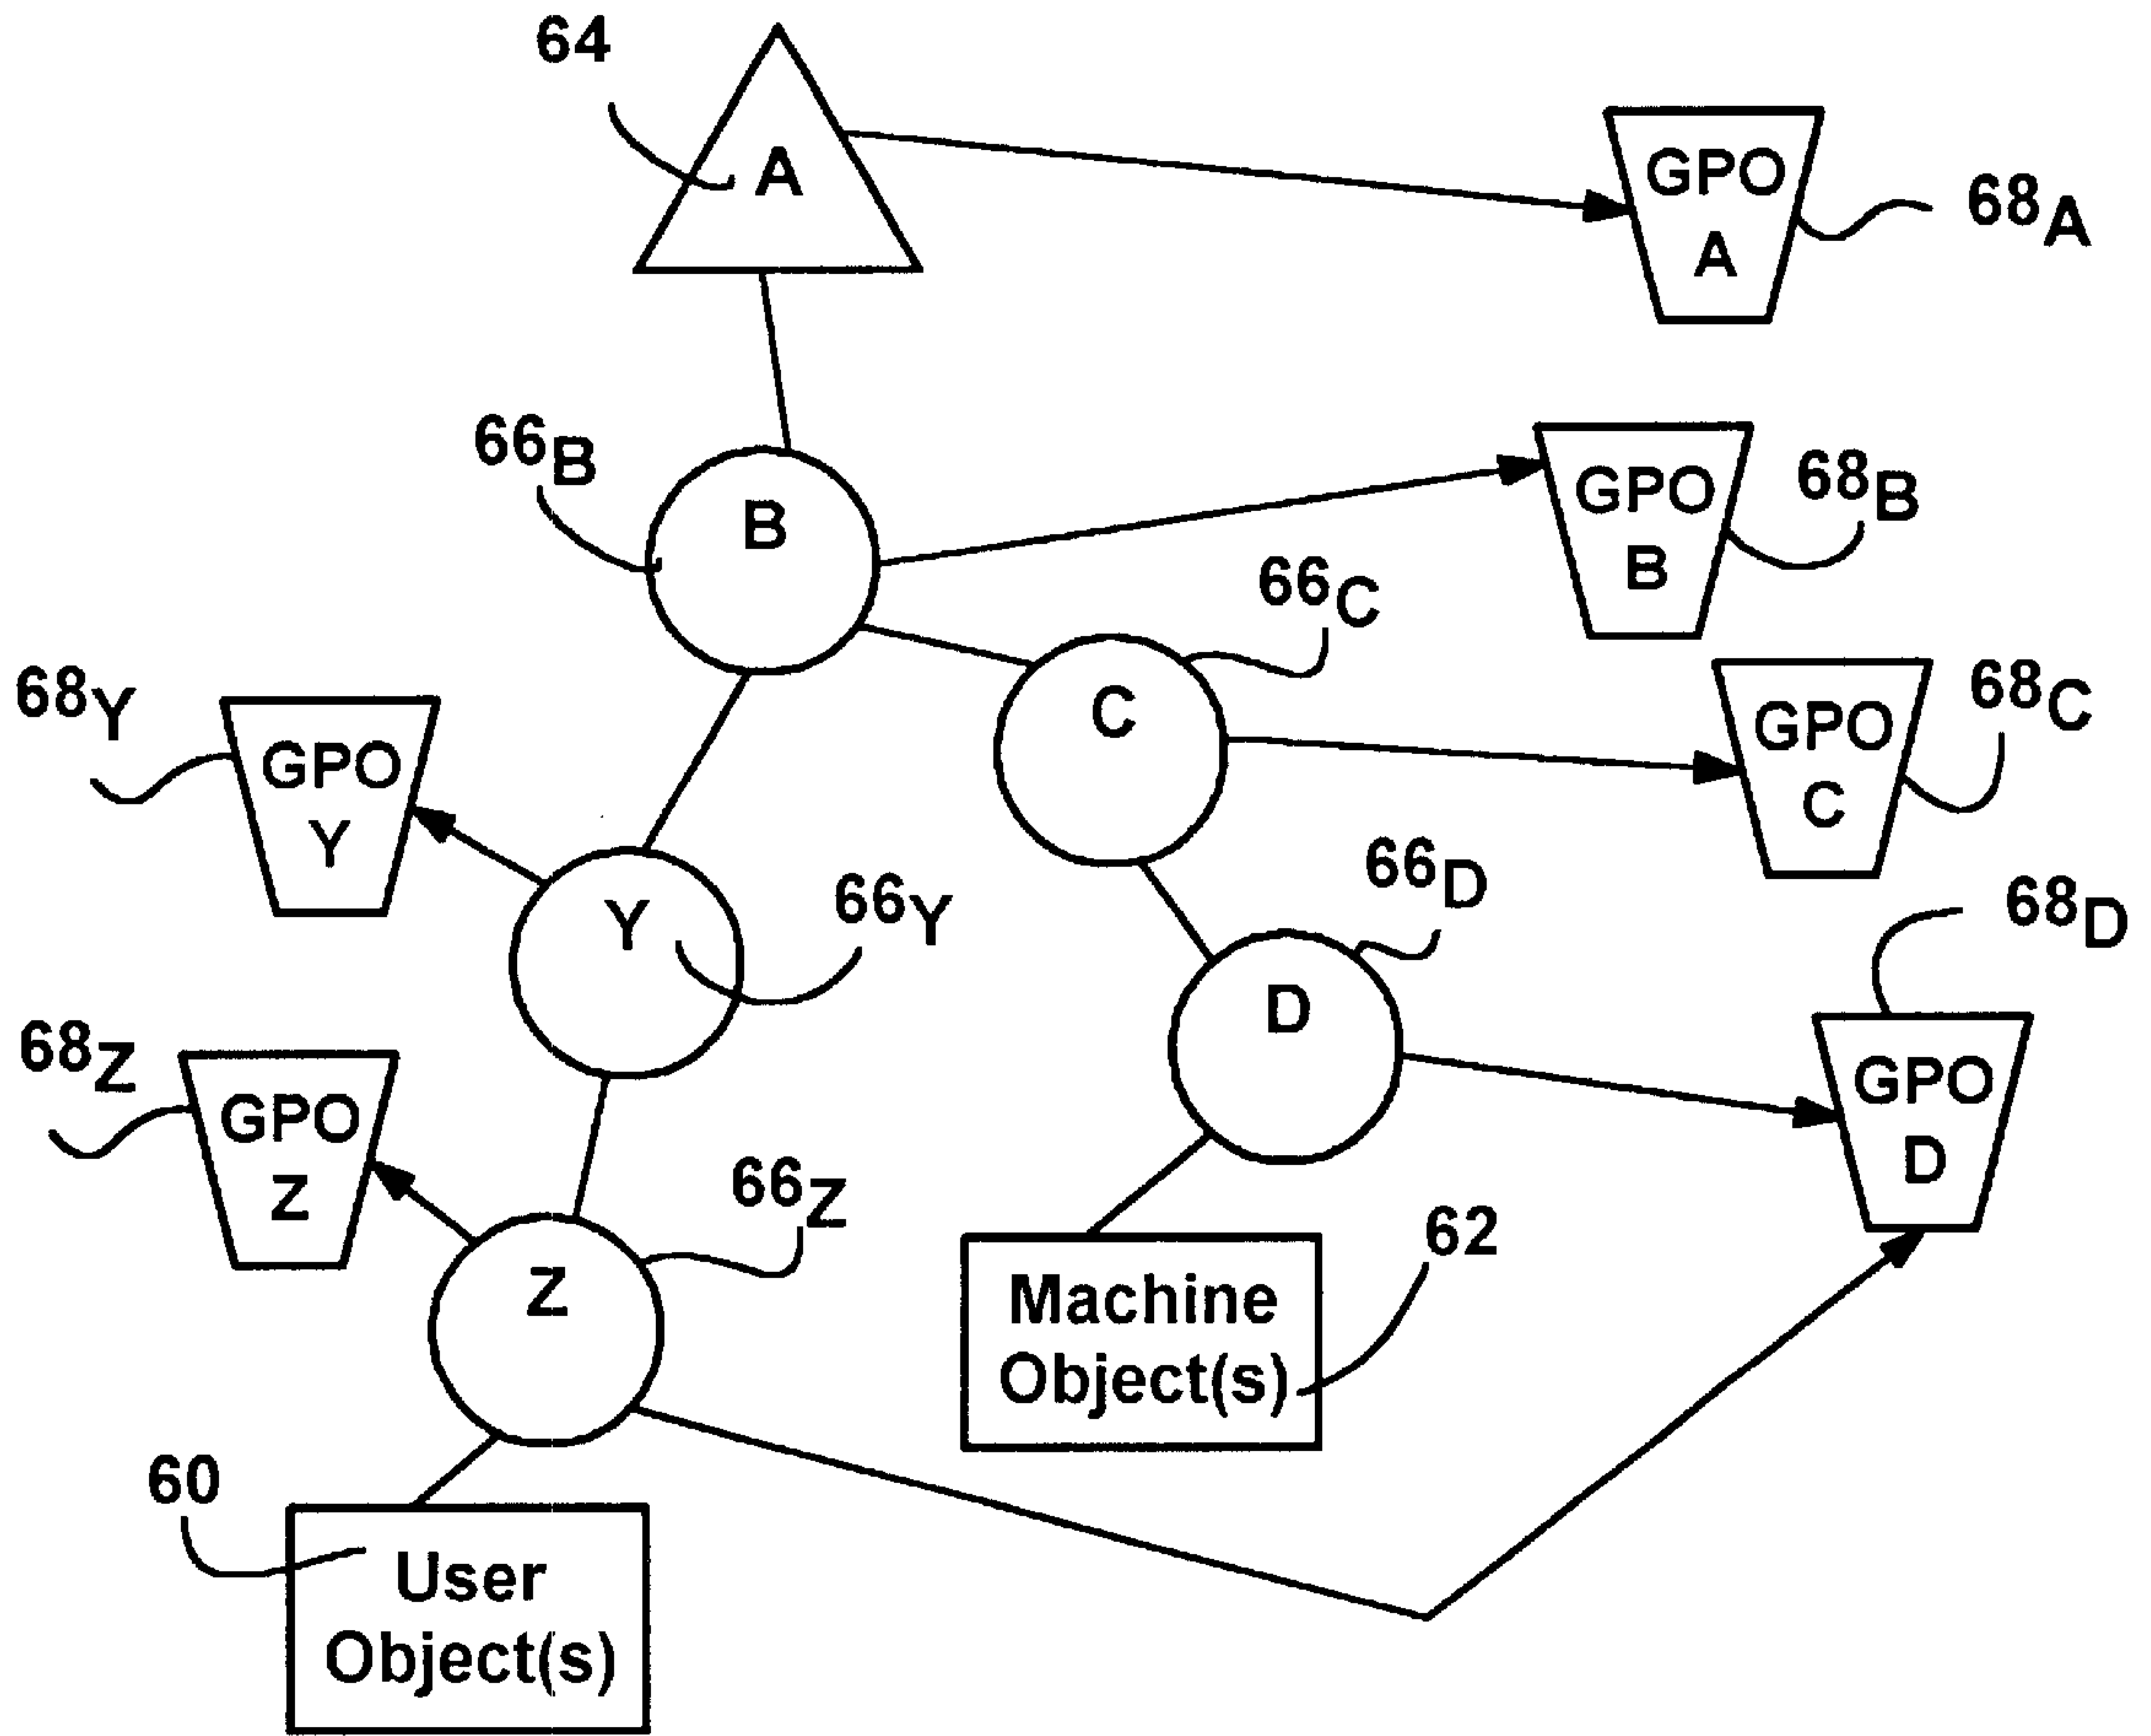 64
A
GPO
A
68A
66B
B
GPO
B
68B
66C
68Y
GPO
Y
C
GPO
C
68C
66D
Y
66Y
68D
68Z
GPO
Z
D
GPO
D
66Z
Z
62
Machine
Object(s)
60
User
Object(s)